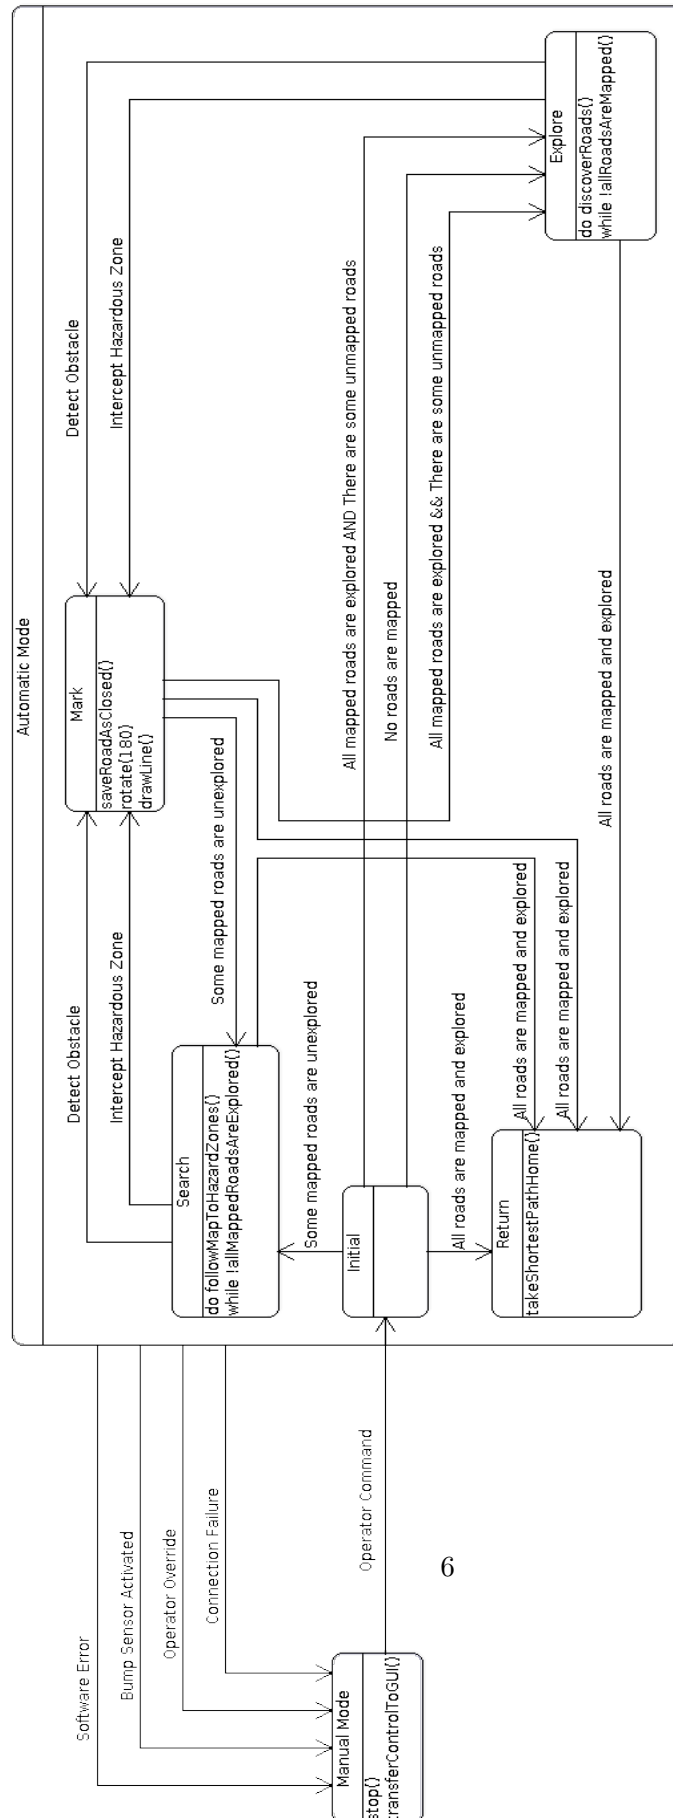 Automatic Mode
Detect Obstacle
Intercept Hazardous Zone
Explore
do discoverRoads()
while !allRoadsAreMapped()
Mark
saveRoadAsClosed()
rotate(180)
drawLine()
All mapped roads are explored AND There are some unmapped roads
No roads are mapped
All mapped roads are explored && There are some unmapped roads
All roads are mapped and explored
Detect Obstacle
Intercept Hazardous Zone
Some mapped roads are unexplored
Search
do followMapToHazardZones()
while !allMappedRoadsAreExplored()
Some mapped roads are unexplored
Initial
All roads are mapped and explored
All roads are mapped and explored
All roads are mapped and explored
Return
takeShortestPathHome()
Software Error
Bump Sensor Activated
Operator Override
Connection Failure
Operator Command
Manual Mode
stop()
transferControlToGUI()
6